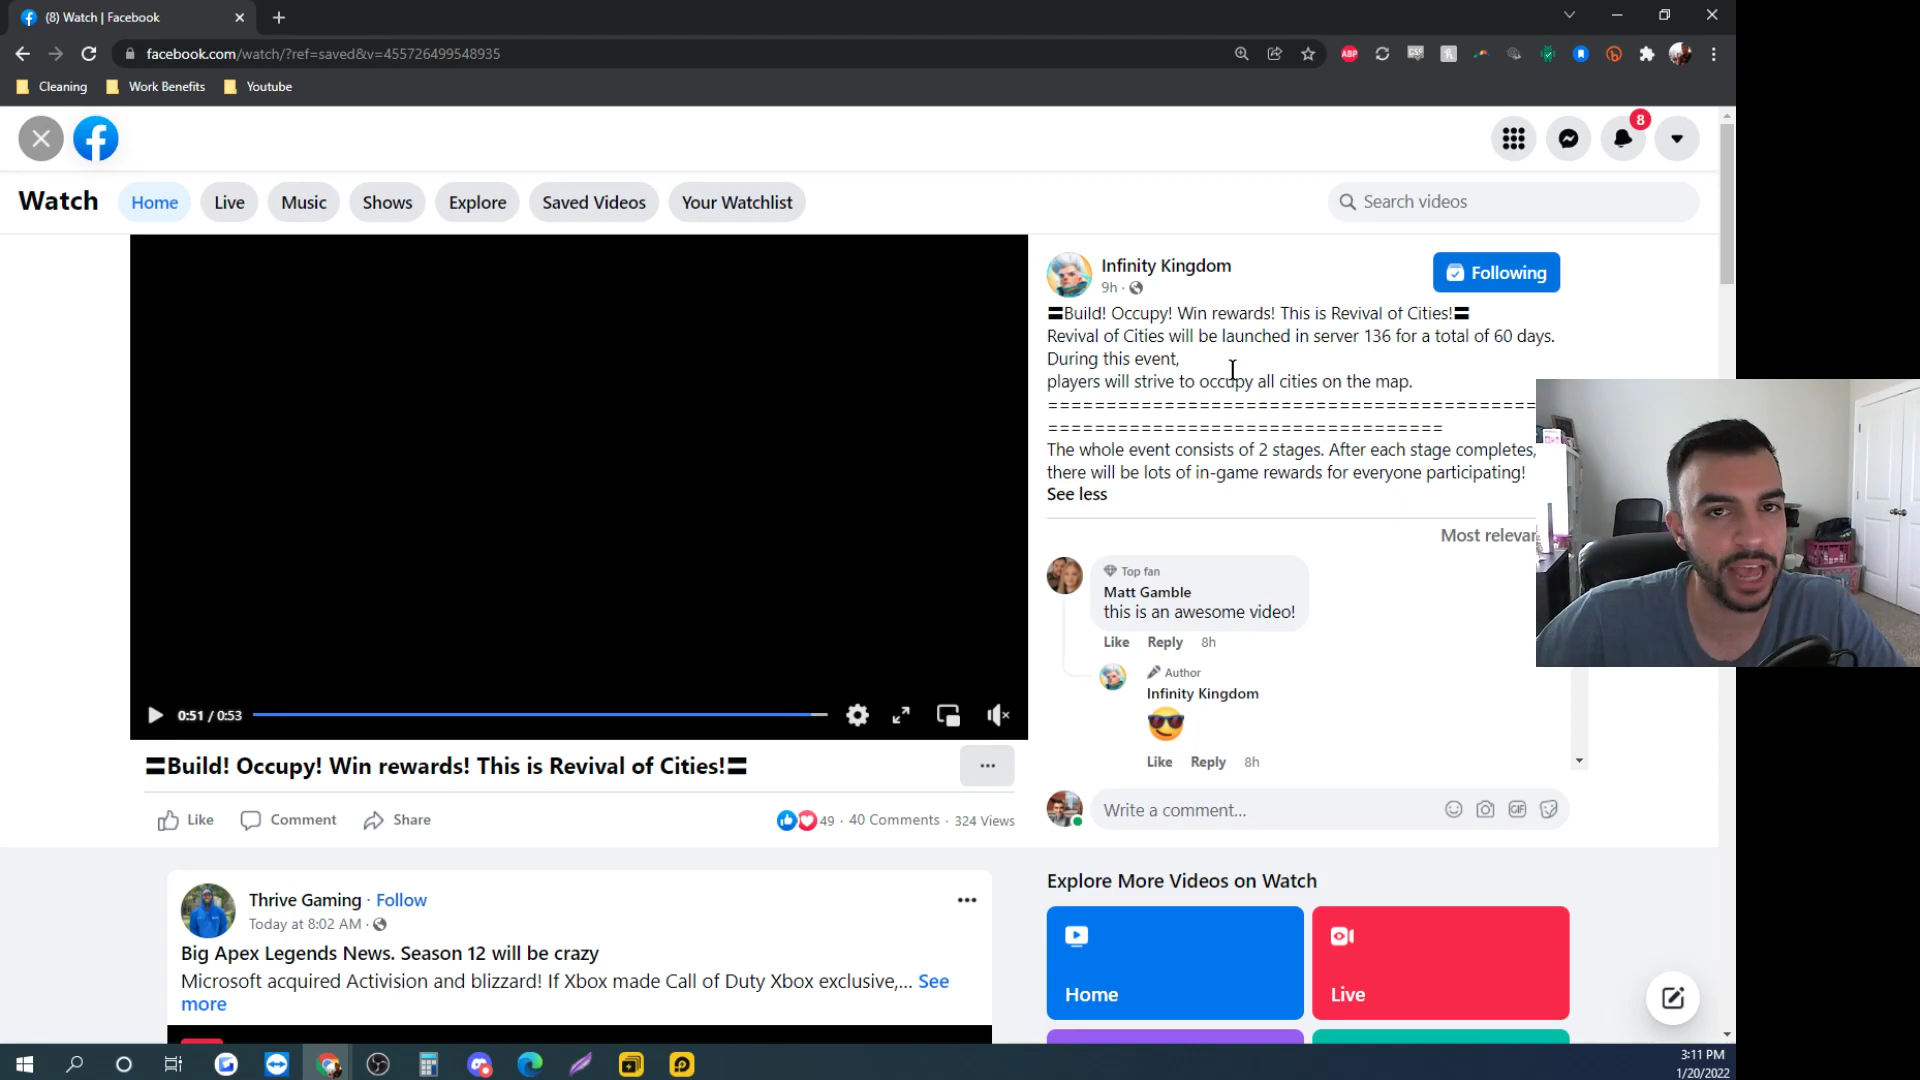 (8) Watch | Facebook
facebook.com/watch/?ref=saved&v=455726499548935
ABP
Cleaning
Work Benefits
Youtube
8
Watch
Home
Live
Music
Shows
Explore
Saved Videos
Your Watchlist
Search videos
0:51 / 0:53
〓Build! Occupy! Win rewards! This is Revival of Cities!〓
Like
Comment
Share
49 · 40 Comments · 324 Views
Infinity Kingdom
9h ·
Following
〓Build! Occupy! Win rewards! This is Revival of Cities!〓
Revival of Cities will be launched in server 136 for a total of 60 days.
During this event,
players will strive to occupy all cities on the map.
==========================================
==================================
The whole event consists of 2 stages. After each stage completes,
there will be lots of in-game rewards for everyone participating!
See less
Most relevan
Top fan
Matt Gamble
this is an awesome video!
Like Reply 8h
Author
Infinity Kingdom
😎
Like Reply 8h
Write a comment...
GIF
Thrive Gaming · Follow
Today at 8:02 AM ·
Big Apex Legends News. Season 12 will be crazy
Microsoft acquired Activision and blizzard! If Xbox made Call of Duty Xbox exclusive,... See
more
Explore More Videos on Watch
Home
Live
3:11 PM
1/20/2022